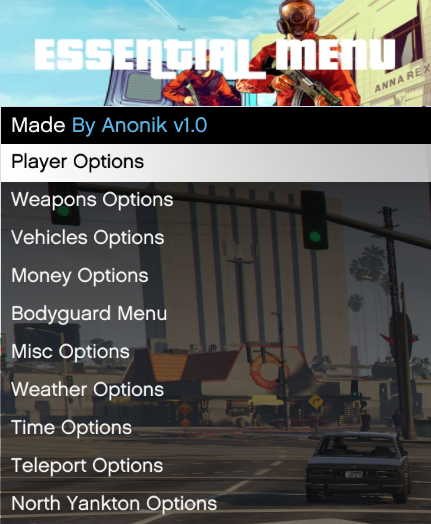 ESSENTIAL MENU
ANNA REX
Made By Anonik v1.0
Player Options
Weapons Options
Vehicles Options
Money Options
Bodyguard Menu
Misc Options
Weather Options
Time Options
Teleport Options
North Yankton Options